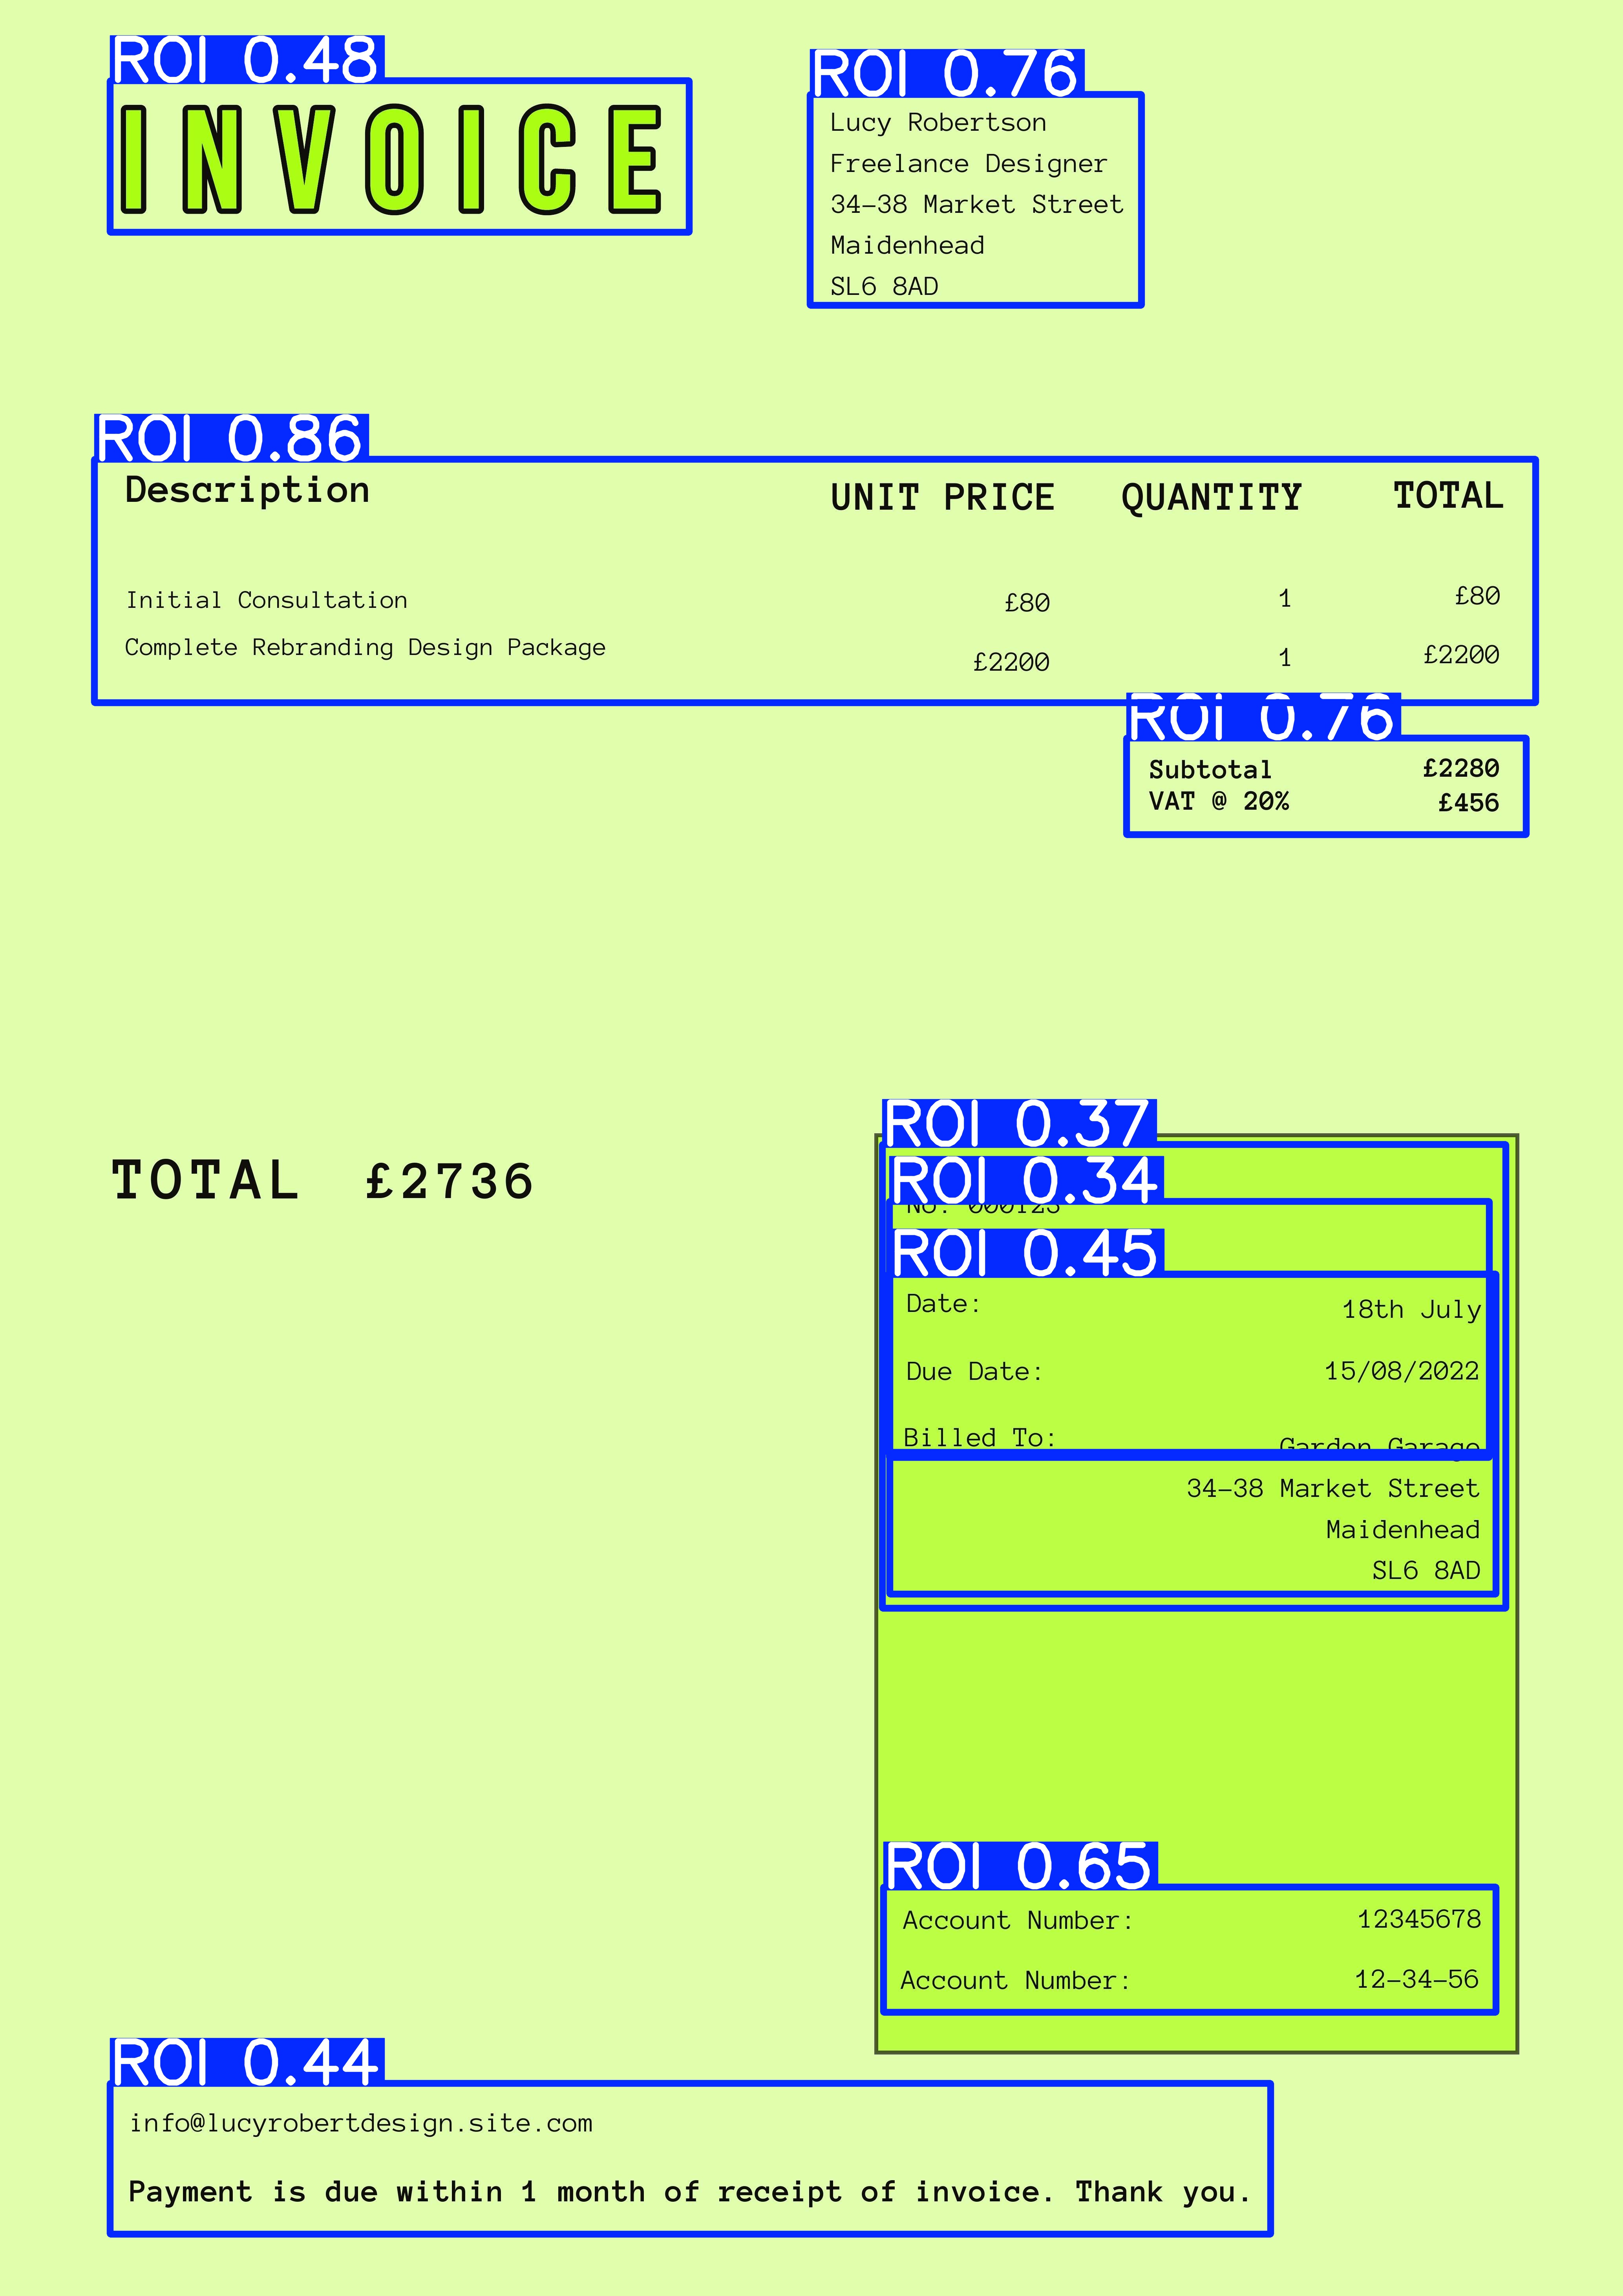 ROI 0.48
INVOICE
ROI 0.76
Lucy Robertson
Freelance Designer
34-38 Market Street
Maidenhead
SL6 8AD
ROI 0.86
Description UNIT PRICE QUANTITY TOTAL
Initial Consultation £80 1 £80
Complete Rebranding Design Package £2200 1 £2200
ROI 0.76
Subtotal £2280
VAT @ 20% £456
TOTAL £2736
ROI 0.37
ROI 0.34
No: 000123
ROI 0.45
Date: 18th July
Due Date: 15/08/2022
Billed To: Garden Garage
34-38 Market Street
Maidenhead
SL6 8AD
ROI 0.65
Account Number: 12345678
Account Number: 12-34-56
ROI 0.44
info@lucyrobertdesign.site.com
Payment is due within 1 month of receipt of invoice. Thank you.